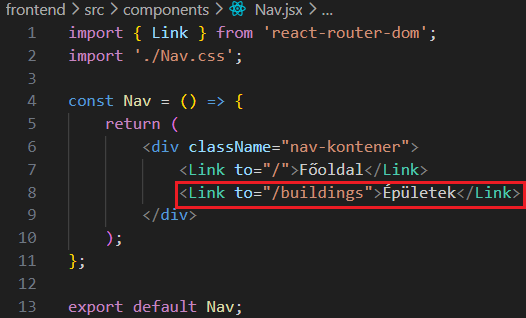 frontend > src > components > Nav.jsx > ...
1 import { Link } from 'react-router-dom';
2 import './Nav.css';
3
4 const Nav = () => {
5 return (
6 <div className="nav-kontener">
7 <Link to="/">Főoldal</Link>
8 <Link to="/buildings">Épületek</Link>
9 </div>
10 );
11 };
12
13 export default Nav;